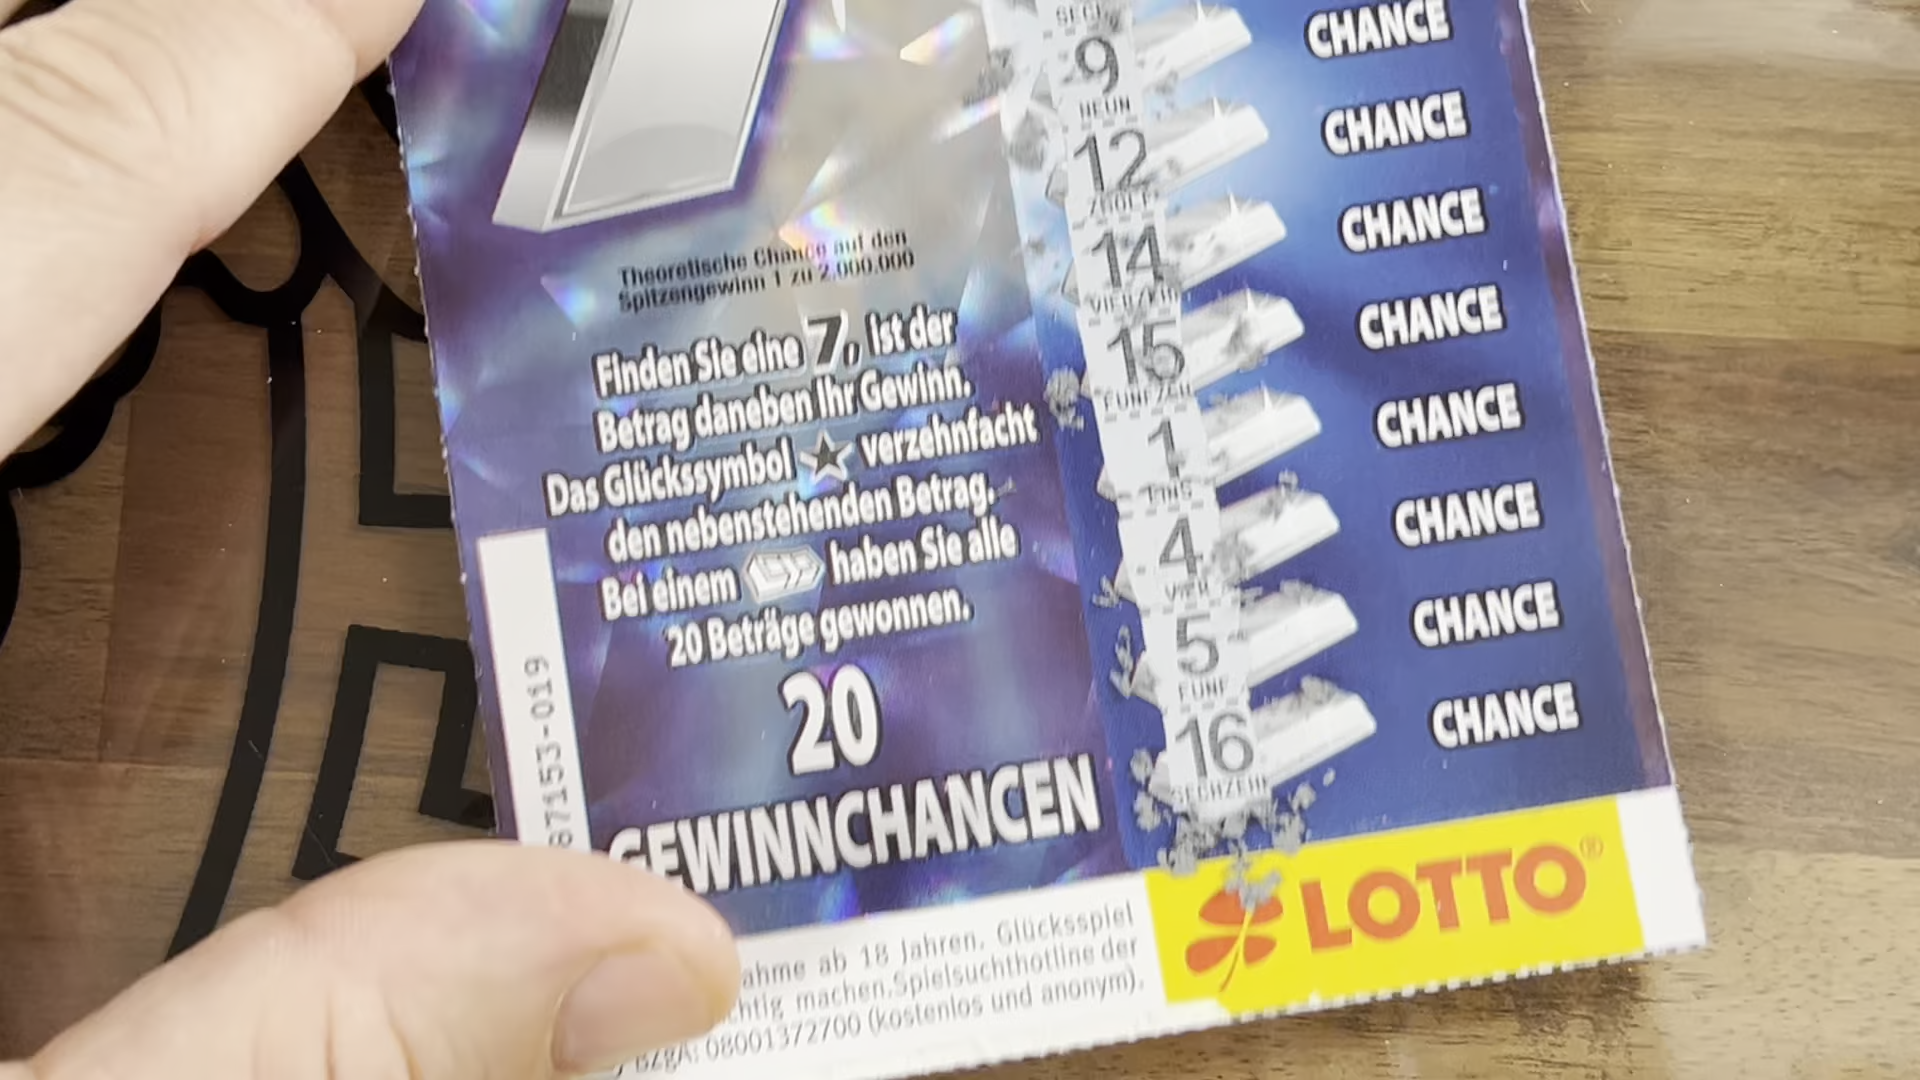 Theoretische Chance auf den
Spitzengewinn 1 zu 2.000.000
Finden Sie eine 7, ist der
Betrag daneben Ihr Gewinn.
Das Glückssymbol verzehnfacht
den nebenstehenden Betrag.
Bei einem haben Sie alle
20 Beträge gewonnen.
20
GEWINNCHANCEN
87153-019
CHANCE
9
NEUN
CHANCE
12
ZWÖLF
CHANCE
14
VIERZEHN
CHANCE
15
FÜNFZEHN
CHANCE
1
EINS
CHANCE
4
VIER
CHANCE
5
FÜNF
CHANCE
16
SECHZEHN
LOTTO®
ahme ab 18 Jahren. Glücksspiel
chtig machen.Spielsuchthotline der
BZgA: 08001372700 (kostenlos und anonym).